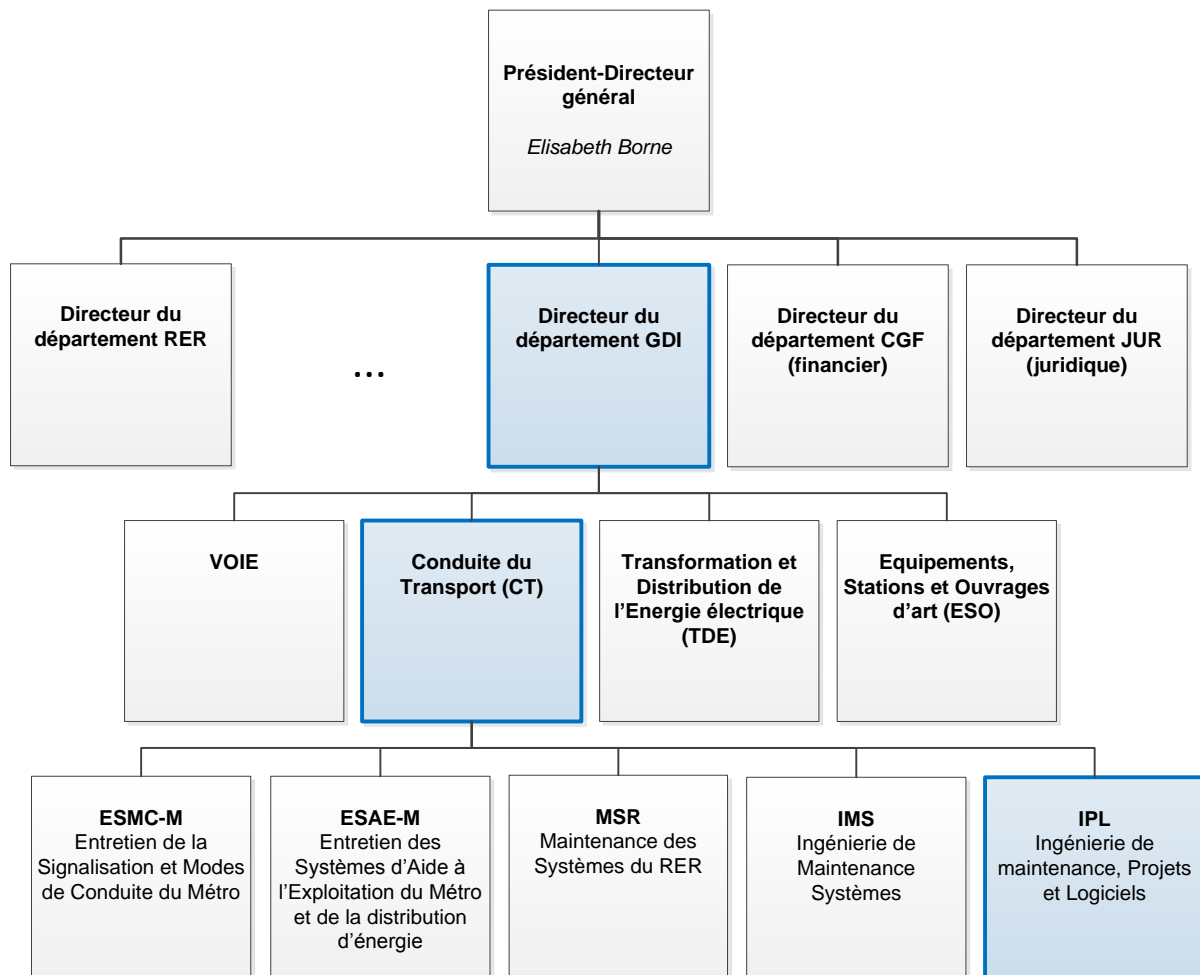 Président-Directeur
général
Elisabeth Borne
Directeur du
département RER
...
Directeur du
département GDI
Directeur du
département CGF
(financier)
Directeur du
département JUR
(juridique)
VOIE
Conduite du
Transport (CT)
Transformation et
Distribution de
l’Energie électrique
(TDE)
Equipements,
Stations et Ouvrages
d’art (ESO)
ESMC-M
Entretien de la
Signalisation et Modes
de Conduite du Métro
ESAE-M
Entretien des
Systèmes d’Aide à
l’Exploitation du Métro
et de la distribution
d’énergie
MSR
Maintenance des
Systèmes du RER
IMS
Ingénierie de
Maintenance
Systèmes
IPL
Ingénierie de
maintenance, Projets
et Logiciels